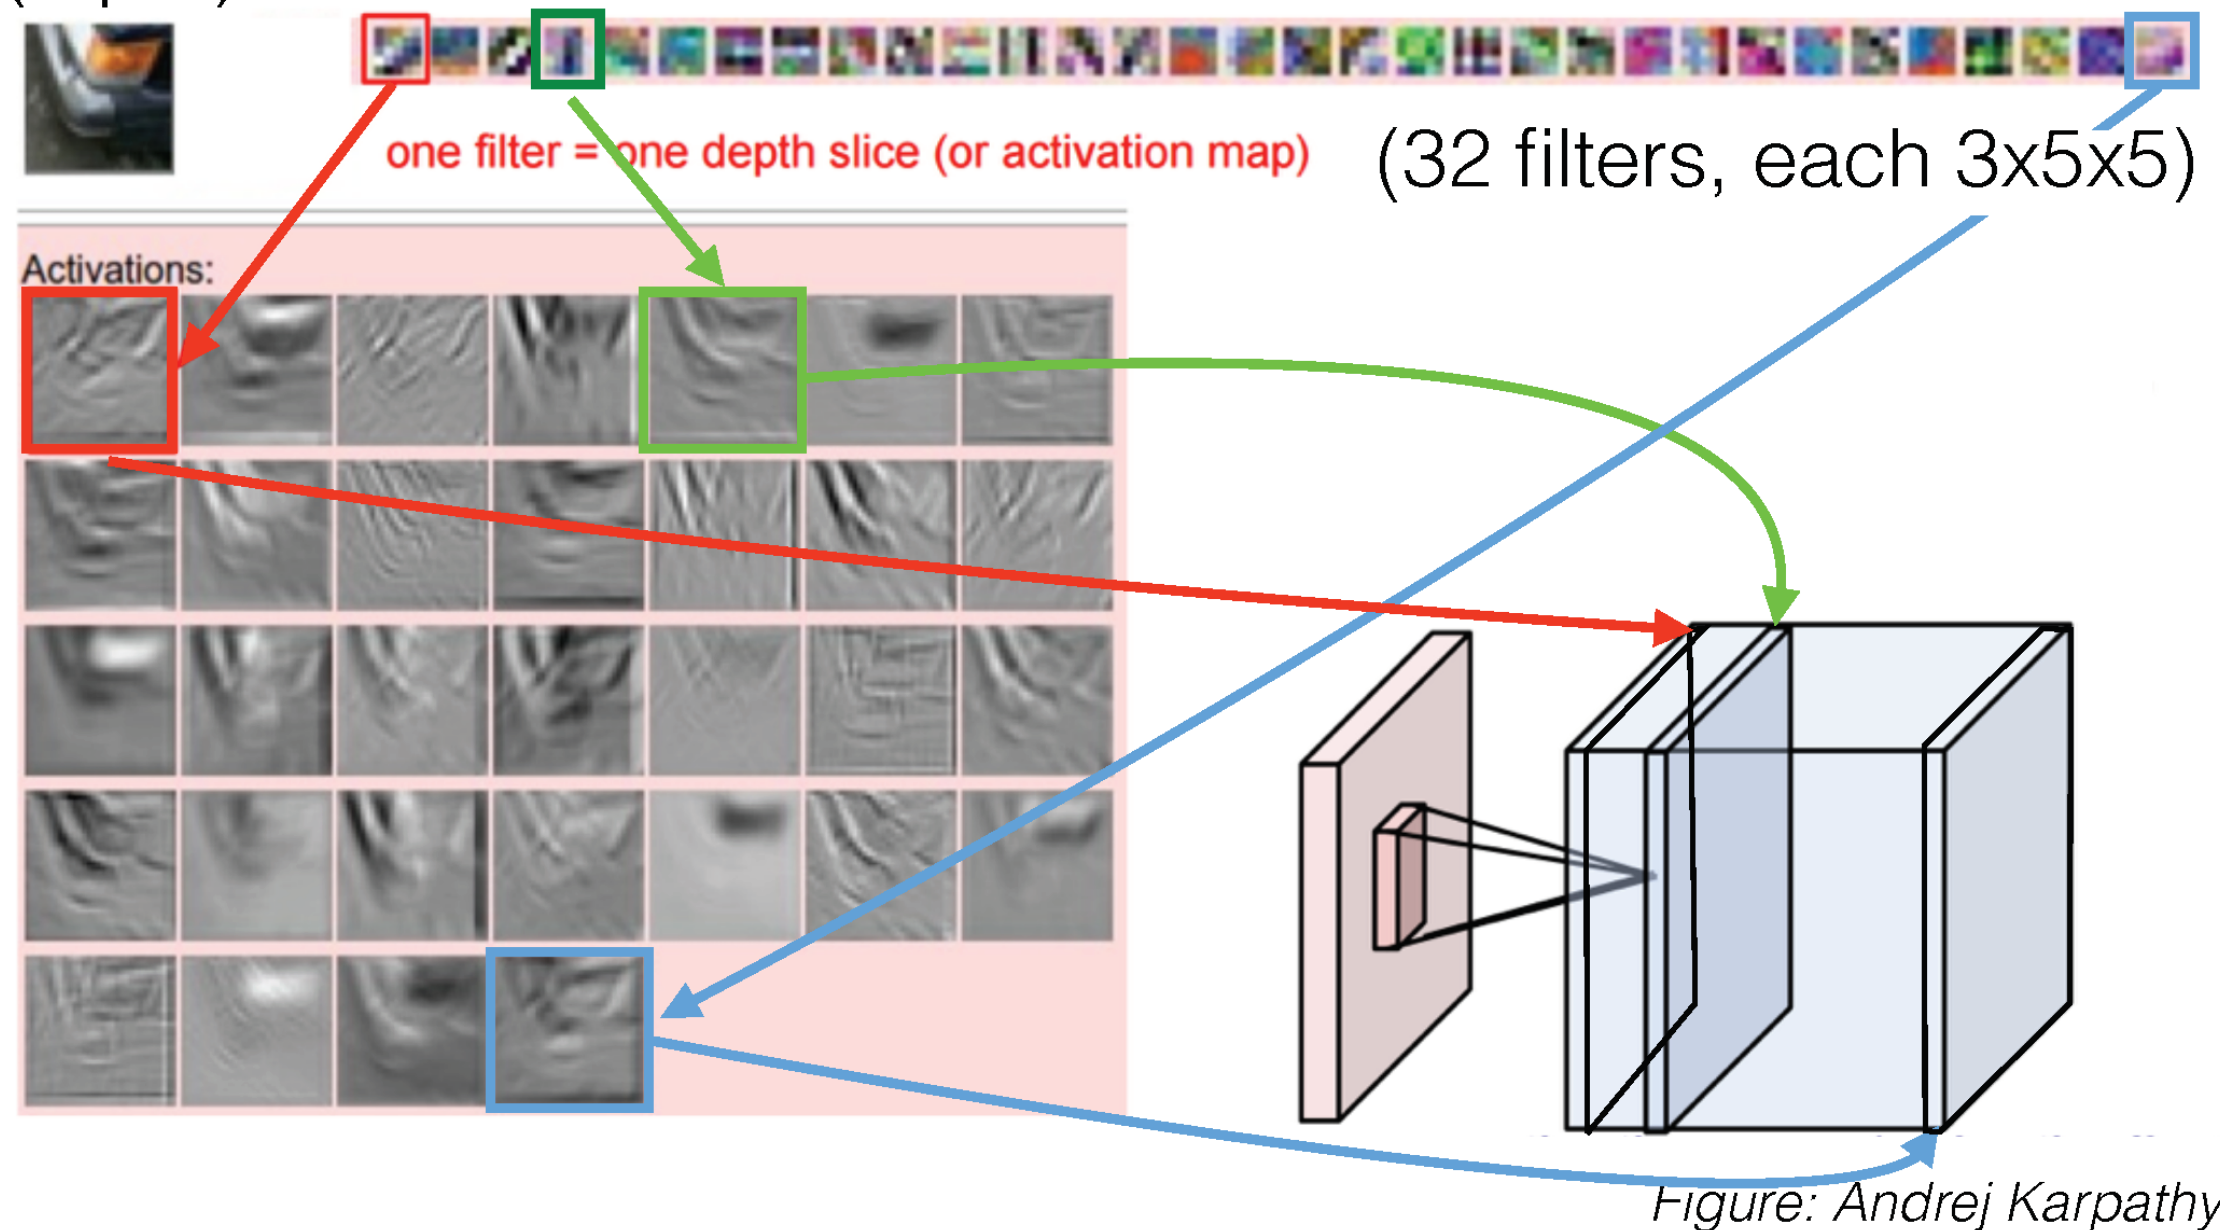 one filter = one depth slice (or activation map)
(32 filters, each 3x5x5)
Activations:
Figure: Andrej Karpathy